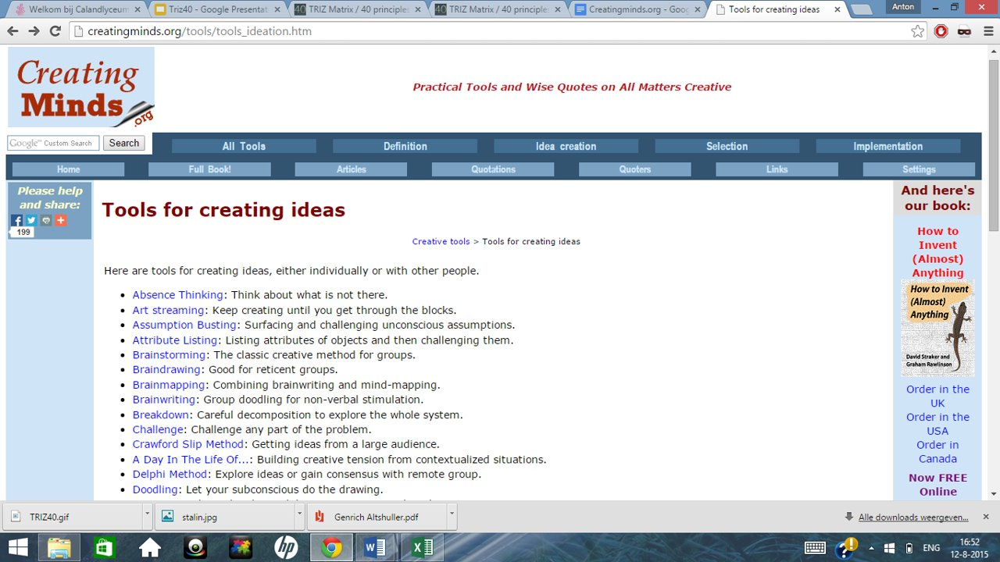 Welkom bij Calandlyceum
Triz40 - Google Presentat
TRIZ Matrix / 40 principles
TRIZ Matrix / 40 principles
Creatingminds.org - Goog
Tools for creating ideas
Anton
creatingminds.org/tools/tools_ideation.htm
Creating
Minds
.org
Practical Tools and Wise Quotes on All Matters Creative
Google™ Custom Search
Search
All Tools
Definition
Idea creation
Selection
Implementation
Home
Full Book!
Articles
Quotations
Quoters
Links
Settings
Please help
and share:
199
Tools for creating ideas
Creative tools > Tools for creating ideas
Here are tools for creating ideas, either individually or with other people.
Absence Thinking: Think about what is not there.
Art streaming: Keep creating until you get through the blocks.
Assumption Busting: Surfacing and challenging unconscious assumptions.
Attribute Listing: Listing attributes of objects and then challenging them.
Brainstorming: The classic creative method for groups.
Braindrawing: Good for reticent groups.
Brainmapping: Combining brainwriting and mind-mapping.
Brainwriting: Group doodling for non-verbal stimulation.
Breakdown: Careful decomposition to explore the whole system.
Challenge: Challenge any part of the problem.
Crawford Slip Method: Getting ideas from a large audience.
A Day In The Life Of...: Building creative tension from contextualized situations.
Delphi Method: Explore ideas or gain consensus with remote group.
Doodling: Let your subconscious do the drawing.
And here's
our book:
How to
Invent
(Almost)
Anything
How to Invent
(Almost)
Anything
David Straker and
Graham Rawlinson
Order in the
UK
Order in the
USA
Order in
Canada
Now FREE
Online
TRIZ40.gif
stalin.jpg
Genrich Altshuller.pdf
Alle downloads weergeven...
ENG
16:52
12-8-2015